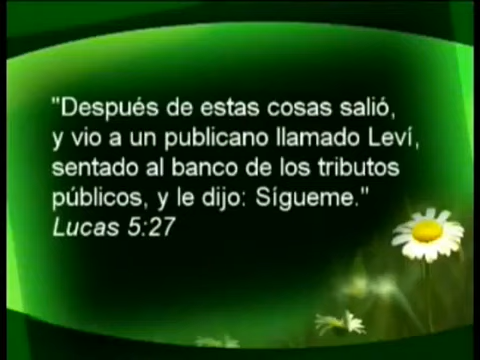 "Después de estas cosas salió,
y vio a un publicano llamado Leví,
sentado al banco de los tributos
públicos, y le dijo: Sígueme."
Lucas 5:27